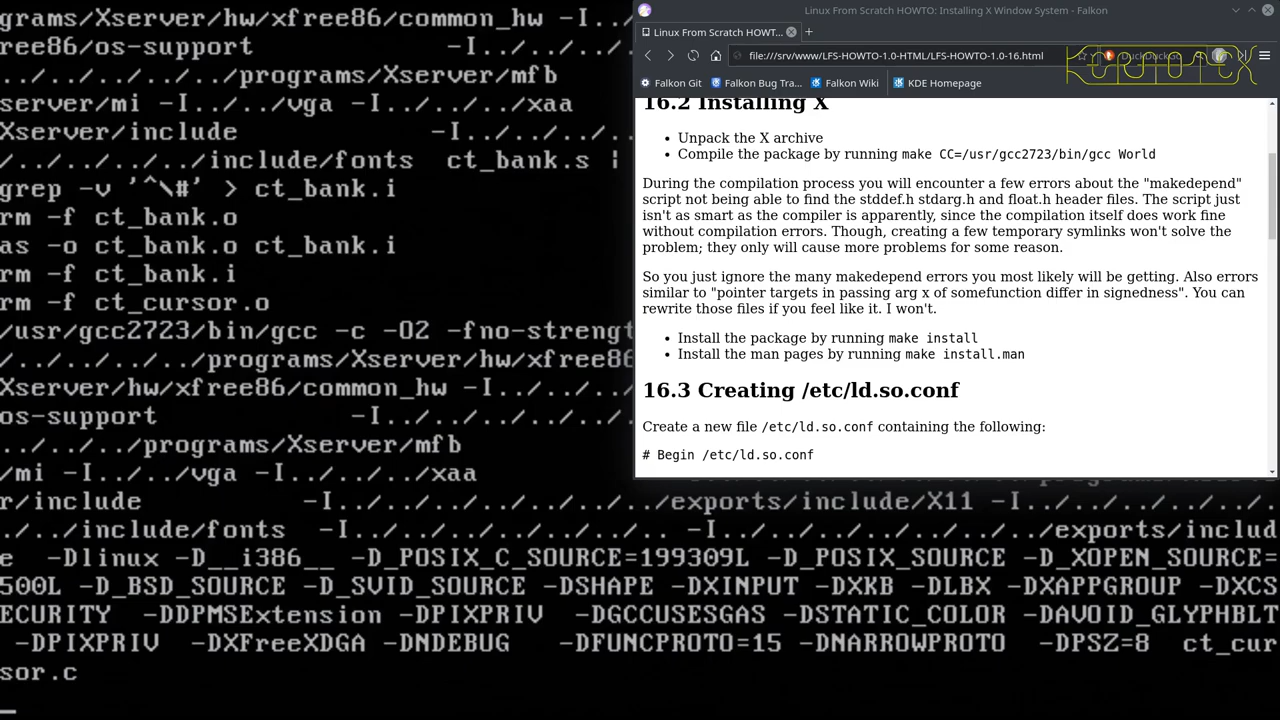 grams/Xserver/hw/xfree86/common_hw -I../..
ree86/os-support -I../../..
../../../../programs/Xserver/mfb
server/mi -I../../vga -I../../xaa
Xserver/include -I../../..
/../../../../include/fonts ct_bank.s |
grep -v '^\#' > ct_bank.i
rm -f ct_bank.o
as -o ct_bank.o ct_bank.i
rm -f ct_bank.i
rm -f ct_cursor.o
/usr/gcc2723/bin/gcc -c -O2 -fno-strengt
/../../../programs/Xserver/hw/xfree86
Xserver/hw/xfree86/common_hw -I../..
os-support -I../../..
../../../programs/Xserver/mfb
/mi -I../../vga -I../../xaa
r/include -I../../../../../../exports/include/X11 -I..
/../include/fonts -I../../../../../../.. -I../../../../../../exports/includ
e -Dlinux -D__i386__ -D_POSIX_C_SOURCE=199309L -D_POSIX_SOURCE -D_XOPEN_SOURCE=
500L -D_BSD_SOURCE -D_SVID_SOURCE -DSHAPE -DXINPUT -DXKB -DLBX -DXAPPGROUP -DXCS
ECURITY -DDPMSExtension -DPIXPRIV -DGCCUSESGAS -DSTATIC_COLOR -DAVOID_GLYPHBLT
-DPIXPRIV -DXFreeXDGA -DNDEBUG -DFUNCPROTO=15 -DNARROWPROTO -DPSZ=8 ct_cur
sor.c
Linux From Scratch HOWTO: Installing X Window System - Falkon
Linux From Scratch HOWT...
file:///srv/www/LFS-HOWTO-1.0-HTML/LFS-HOWTO-1.0-16.html
DuckDuckGo
KURJOTEX
Falkon Git
Falkon Bug Tra...
Falkon Wiki
KDE Homepage
16.2 Installing X
• Unpack the X archive
• Compile the package by running make CC=/usr/gcc2723/bin/gcc World
During the compilation process you will encounter a few errors about the "makedepend"
script not being able to find the stddef.h stdarg.h and float.h header files. The script just
isn't as smart as the compiler is apparently, since the compilation itself does work fine
without compilation errors. Though, creating a few temporary symlinks won't solve the
problem; they only will cause more problems for some reason.
So you just ignore the many makedepend errors you most likely will be getting. Also errors
similar to "pointer targets in passing arg x of somefunction differ in signedness". You can
rewrite those files if you feel like it. I won't.
• Install the package by running make install
• Install the man pages by running make install.man
16.3 Creating /etc/ld.so.conf
Create a new file /etc/ld.so.conf containing the following:
# Begin /etc/ld.so.conf